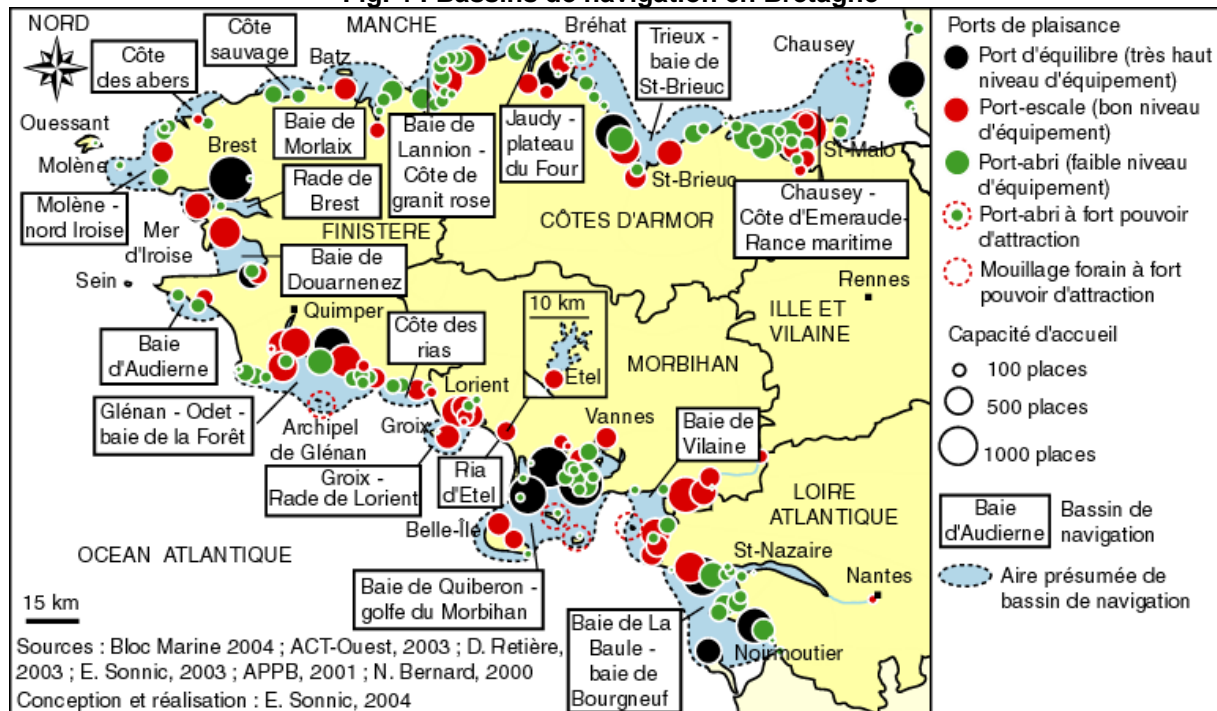 Fig. 1 : Bassins de navigation en Bretagne
NORD
MANCHE
Côte
sauvage
Côte
des abers
Batz
Bréhat
Trieux -
baie de
St-Brieuc
Chausey
Ouessant
Molène
Brest
Baie de
Morlaix
Baie de
Lannion -
Côte de
granit rose
Jaudy -
plateau
du Four
St-Malo
St-Brieuc
Molène -
nord Iroise
Rade de
Brest
Chausey -
Côte d'Emeraude-
Rance maritime
CÔTES D'ARMOR
FINISTERE
Mer
d'Iroise
Baie de
Douarnenez
Sein
Rennes
Quimper
10 km
Etel
ILLE ET
VILAINE
Baie
d'Audierne
Côte des
rias
MORBIHAN
Lorient
Vannes
Baie de
Vilaine
Glénan - Odet -
baie de la Forêt
Archipel
de Glénan
Groix
Groix -
Rade de Lorient
Ria
d'Etel
LOIRE
ATLANTIQUE
Belle-Île
St-Nazaire
Nantes
OCEAN ATLANTIQUE
Baie de Quiberon -
golfe du Morbihan
Baie de La
Baule -
baie de
Bourgneuf
Noirmoutier
15 km
Sources : Bloc Marine 2004 ; ACT-Ouest, 2003 ; D. Retière,
2003 ; E. Sonnic, 2003 ; APPB, 2001 ; N. Bernard, 2000
Conception et réalisation : E. Sonnic, 2004
Ports de plaisance
Port d'équilibre (très haut
niveau d'équipement)
Port-escale (bon niveau
d'équipement)
Port-abri (faible niveau
d'équipement)
Port-abri à fort pouvoir
d'attraction
Mouillage forain à fort
pouvoir d'attraction
Capacité d'accueil
100 places
500 places
1000 places
Baie
d'Audierne
Bassin de
navigation
Aire présumée de
bassin de navigation